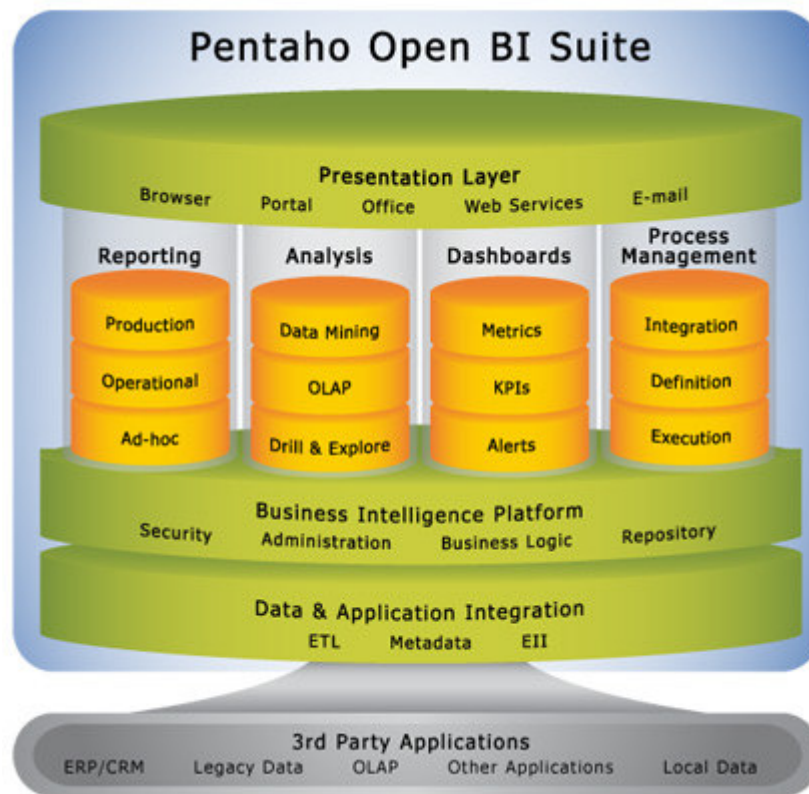 Pentaho Open BI Suite
Presentation Layer
Browser Portal Office Web Services E-mail
Reporting Analysis Dashboards Process Management
Production Data Mining Metrics Integration
Operational OLAP KPIs Definition
Ad-hoc Drill & Explore Alerts Execution
Business Intelligence Platform
Security Administration Business Logic Repository
Data & Application Integration
ETL Metadata EII
3rd Party Applications
ERP/CRM Legacy Data OLAP Other Applications Local Data